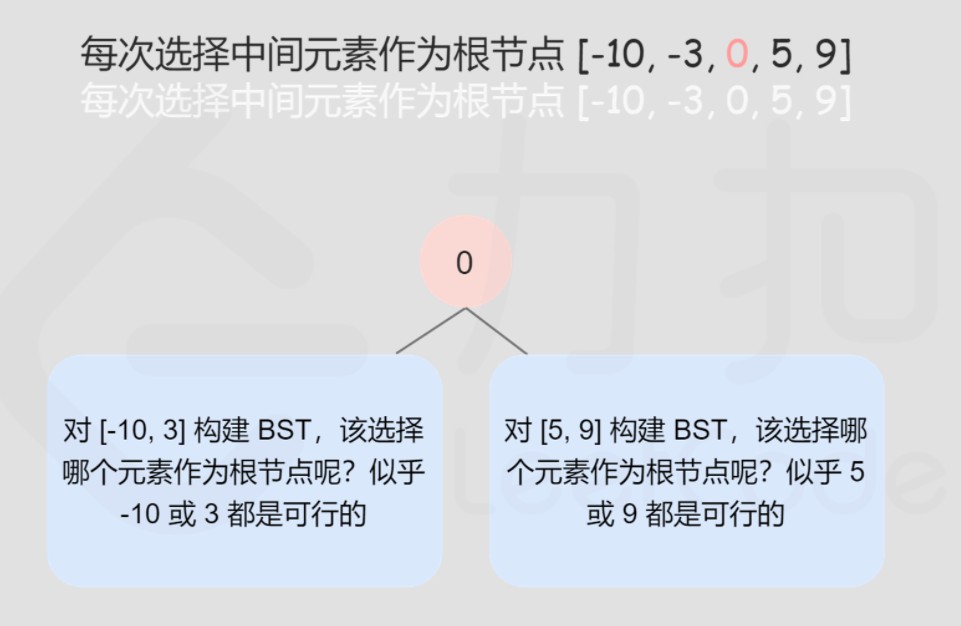 每次选择中间元素作为根节点 [-10, -3, 0, 5, 9]
每次选择中间元素作为根节点 [-10, -3, 0, 5, 9]
力扣
0
对 [-10, 3] 构建 BST，该选择
哪个元素作为根节点呢？似乎
-10 或 3 都是可行的
对 [5, 9] 构建 BST，该选择哪
个元素作为根节点呢？似乎 5
或 9 都是可行的
LeetCode